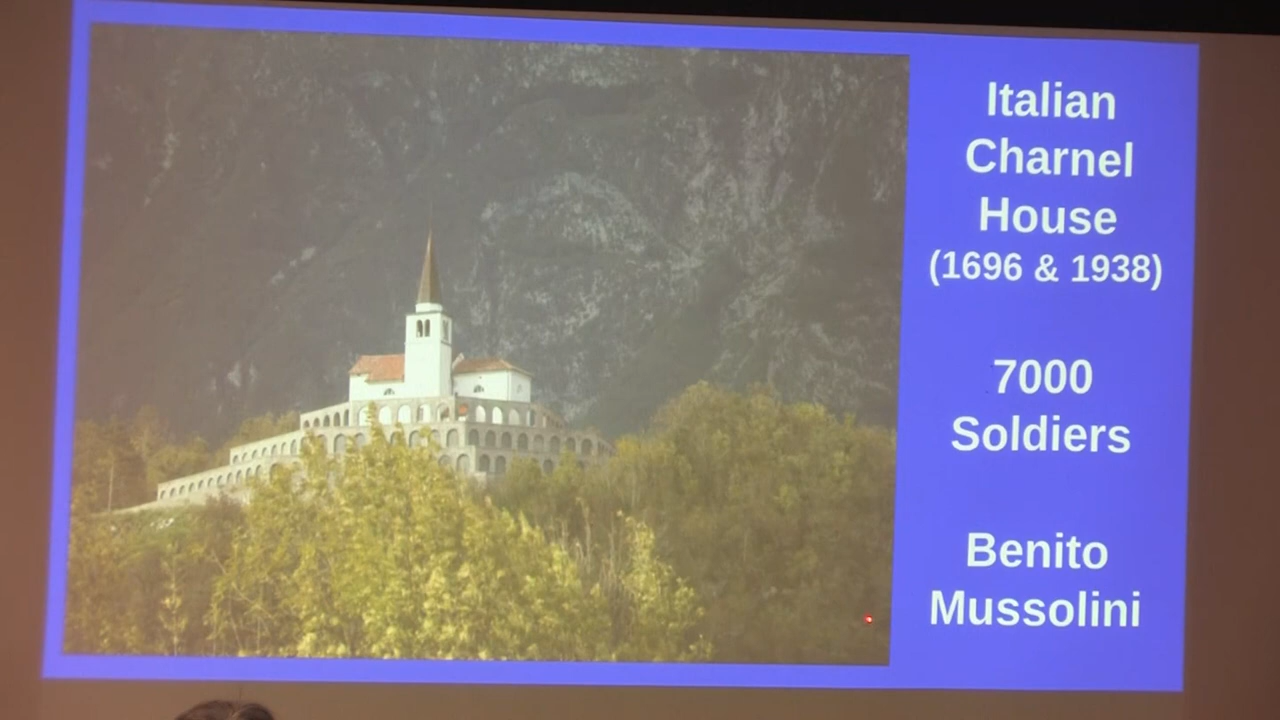 Italian
Charnel
House
(1696 & 1938)
7000
Soldiers
Benito
Mussolini